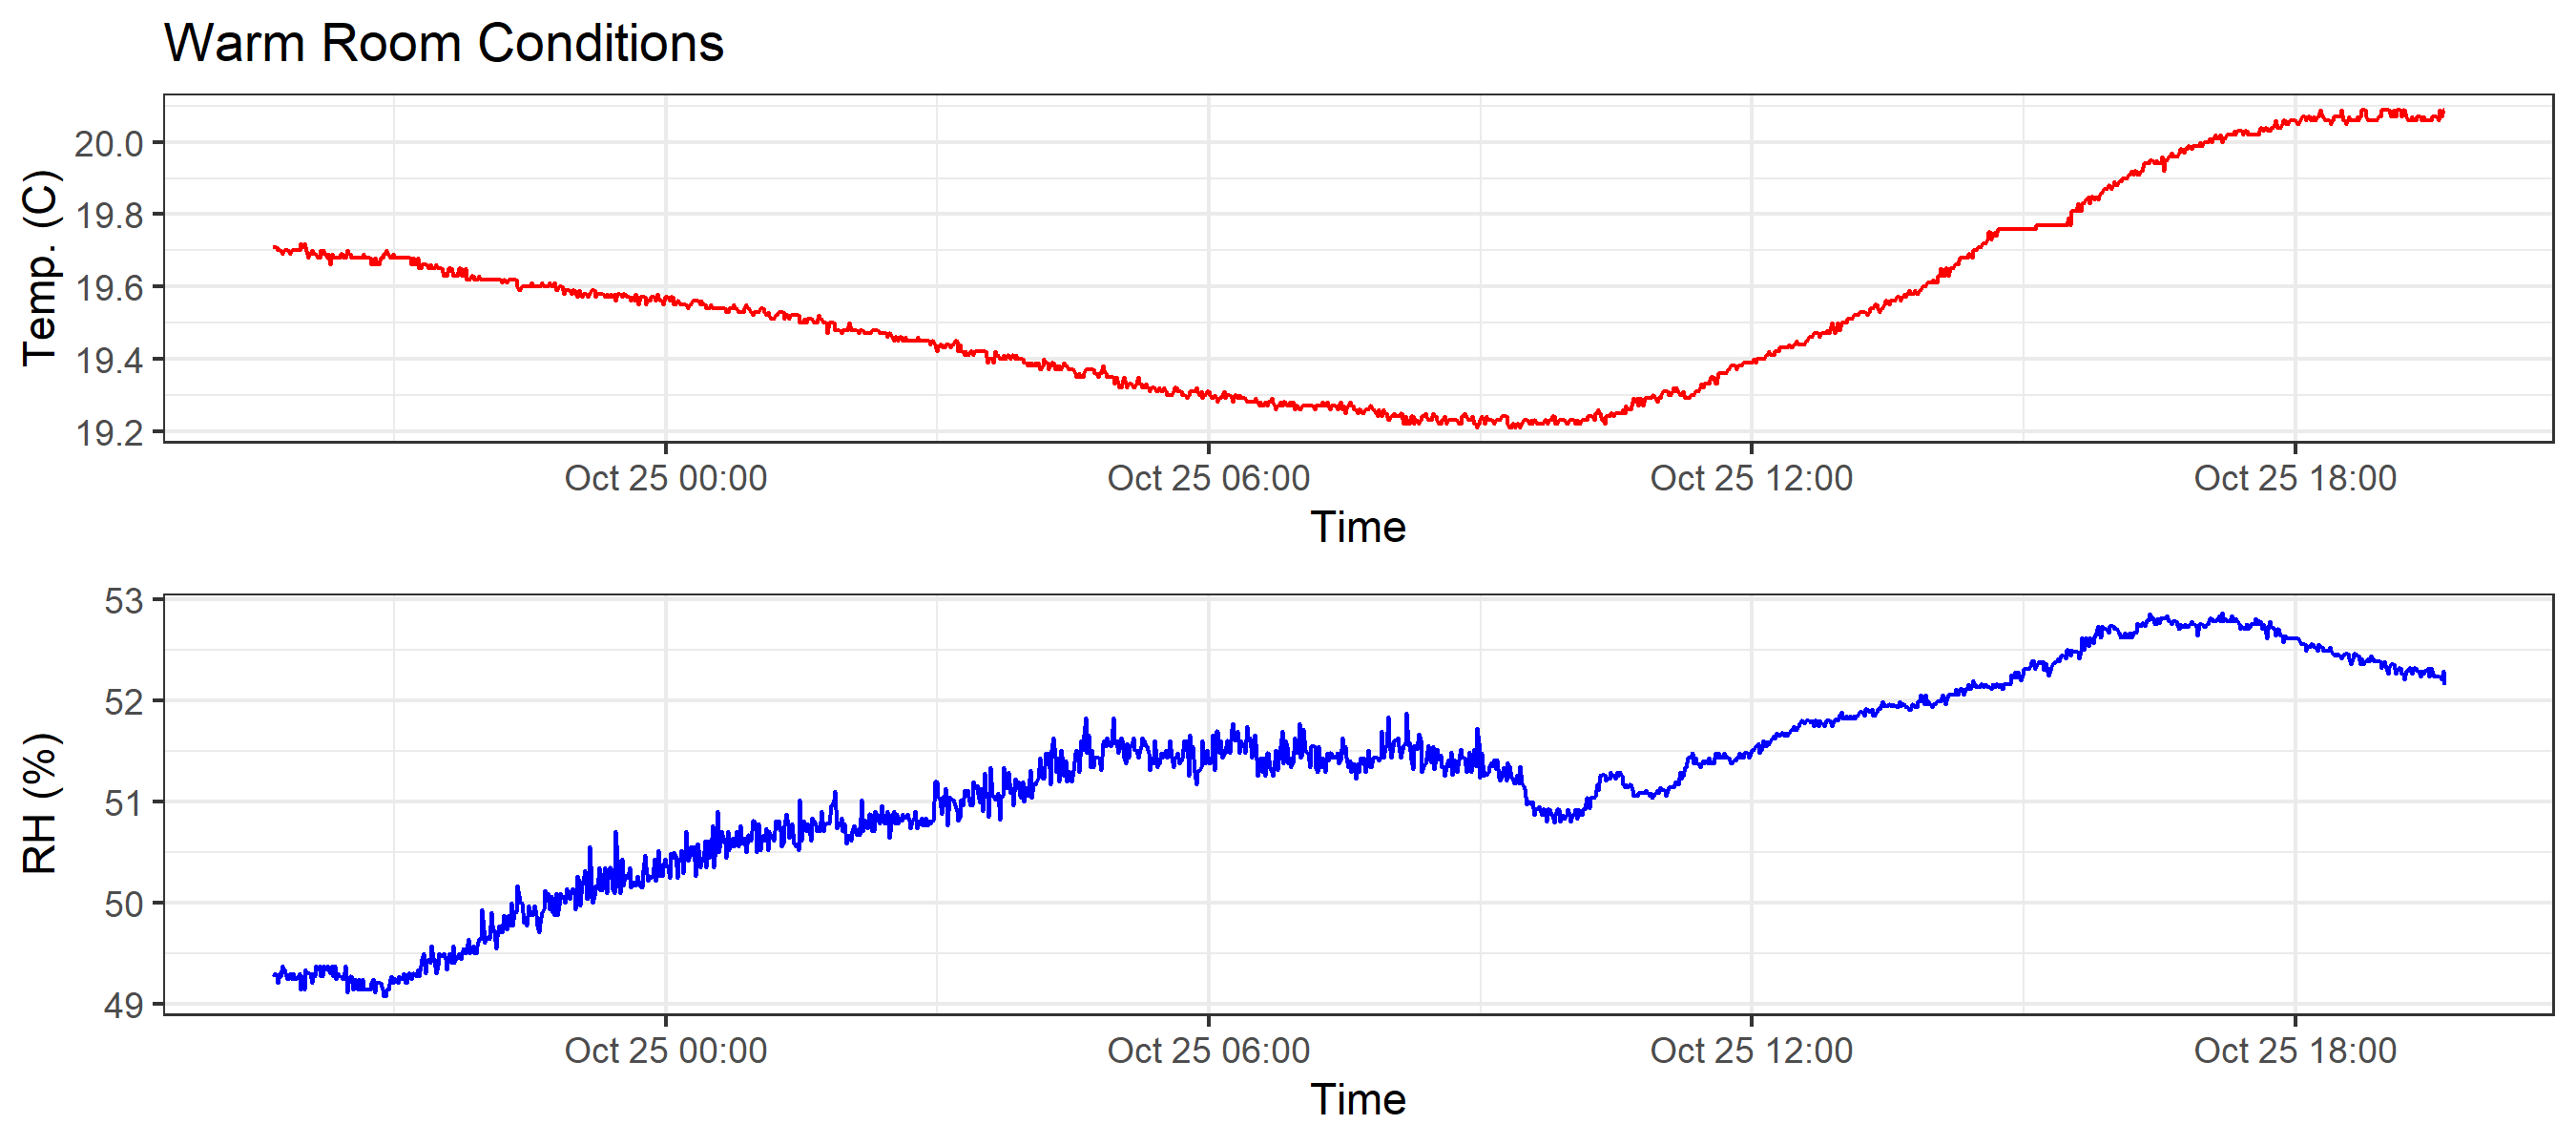 Warm Room Conditions
Temp. (C)
20.0
19.8
19.6
19.4
19.2
Oct 25 00:00 Oct 25 06:00 Oct 25 12:00 Oct 25 18:00
Time
RH (%)
53
52
51
50
49
Oct 25 00:00 Oct 25 06:00 Oct 25 12:00 Oct 25 18:00
Time